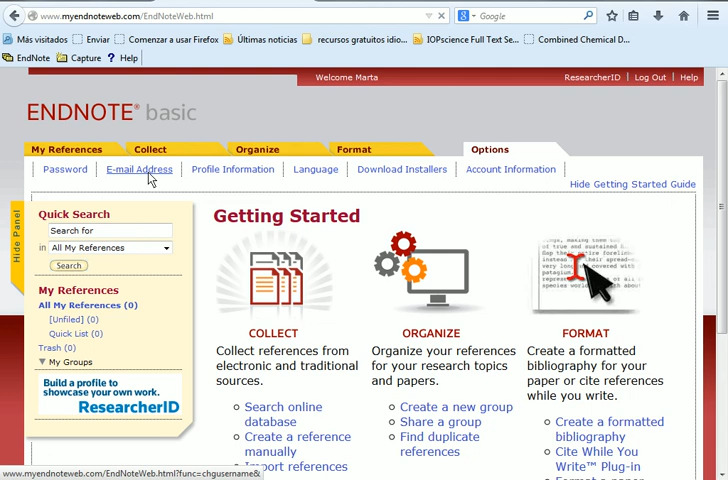 www.myendnoteweb.com/EndNoteWeb.html
Google
Más visitados
Enviar
Comenzar a usar Firefox
Últimas noticias
recursos gratuitos idio...
IOPscience Full Text Se...
Combined Chemical D...
EndNote
Capture
Help
Welcome Marta
ResearcherID
Log Out
Help
ENDNOTE® basic
My References
Collect
Organize
Format
Options
Password
E-mail Address
Profile Information
Language
Download Installers
Account Information
Hide Getting Started Guide
Hide Panel
Quick Search
Search for
in All My References
Search
My References
All My References (0)
[Unfiled] (0)
Quick List (0)
Trash (0)
My Groups
Build a profile to
showcase your own work.
ResearcherID
Getting Started
COLLECT
Collect references from
electronic and traditional
sources.
Search online
database
Create a reference
manually
Import references
ORGANIZE
Organize your references
for your research topics
and papers.
Create a new group
Share a group
Find duplicate
references
FORMAT
Create a formatted
bibliography for your
paper or cite references
while you write.
Create a formatted
bibliography
Cite While You
Write™ Plug-in
www.myendnoteweb.com/EndNoteWeb.html?func=chgusername&